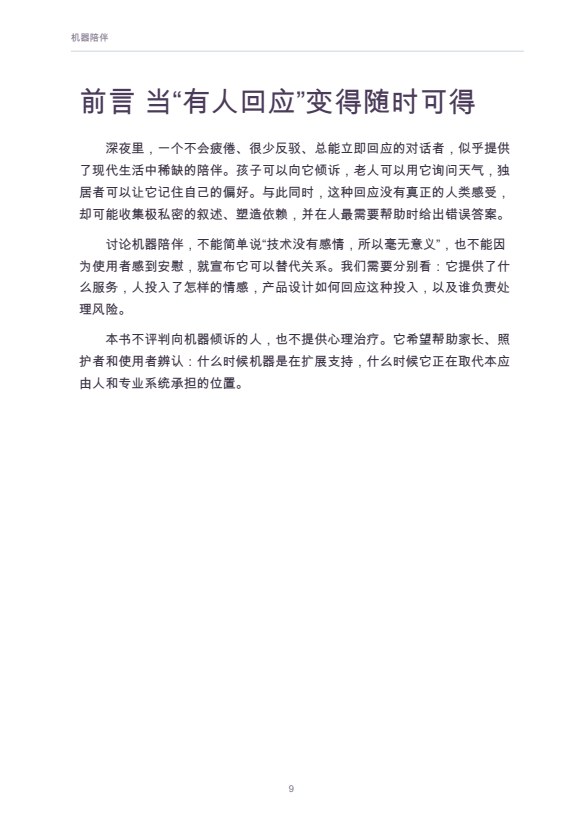 机器陪伴
前言 当“有人回应”变得随时可得
深夜里，一个不会疲倦、很少反驳、总能立即回应的对话者，似乎提供
了现代生活中稀缺的陪伴。孩子可以向它倾诉，老人可以用它询问天气，独
居者可以让它记住自己的偏好。与此同时，这种回应没有真正的人类感受，
却可能收集极私密的叙述、塑造依赖，并在人最需要帮助时给出错误答案。
讨论机器陪伴，不能简单说“技术没有感情，所以毫无意义”，也不能因
为使用者感到安慰，就宣布它可以替代关系。我们需要分别看：它提供了什
么服务，人投入了怎样的情感，产品设计如何回应这种投入，以及谁负责处
理风险。
本书不评判向机器倾诉的人，也不提供心理治疗。它希望帮助家长、照
护者和使用者辨认：什么时候机器是在扩展支持，什么时候它正在取代本应
由人和专业系统承担的位置。
9